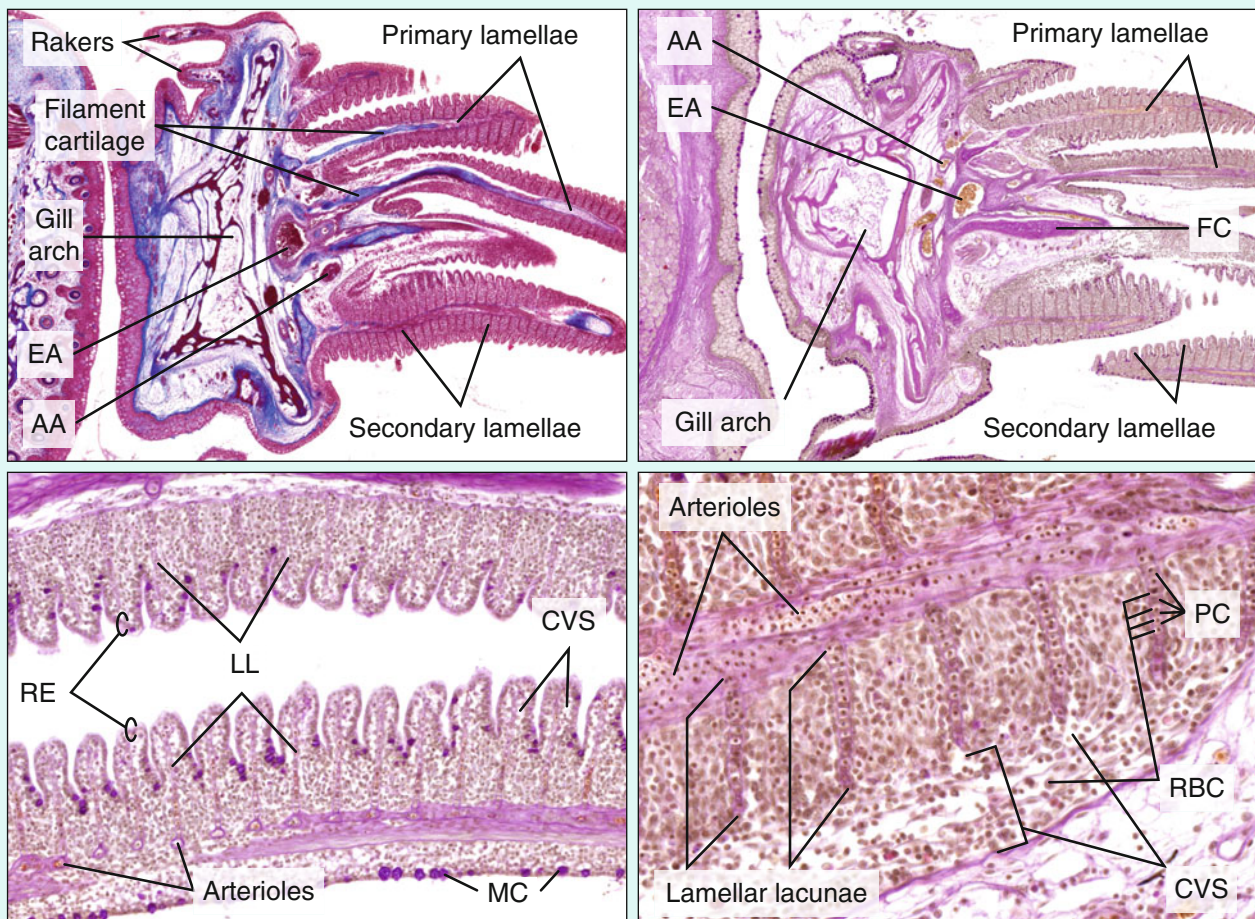 Rakers
Primary lamellae
Filament
cartilage
Gill
arch
EA
AA
Secondary lamellae
AA
EA
Primary lamellae
FC
Gill arch
Secondary lamellae
CVS
LL
RE
Arterioles
MC
Arterioles
PC
RBC
Lamellar lacunae
CVS